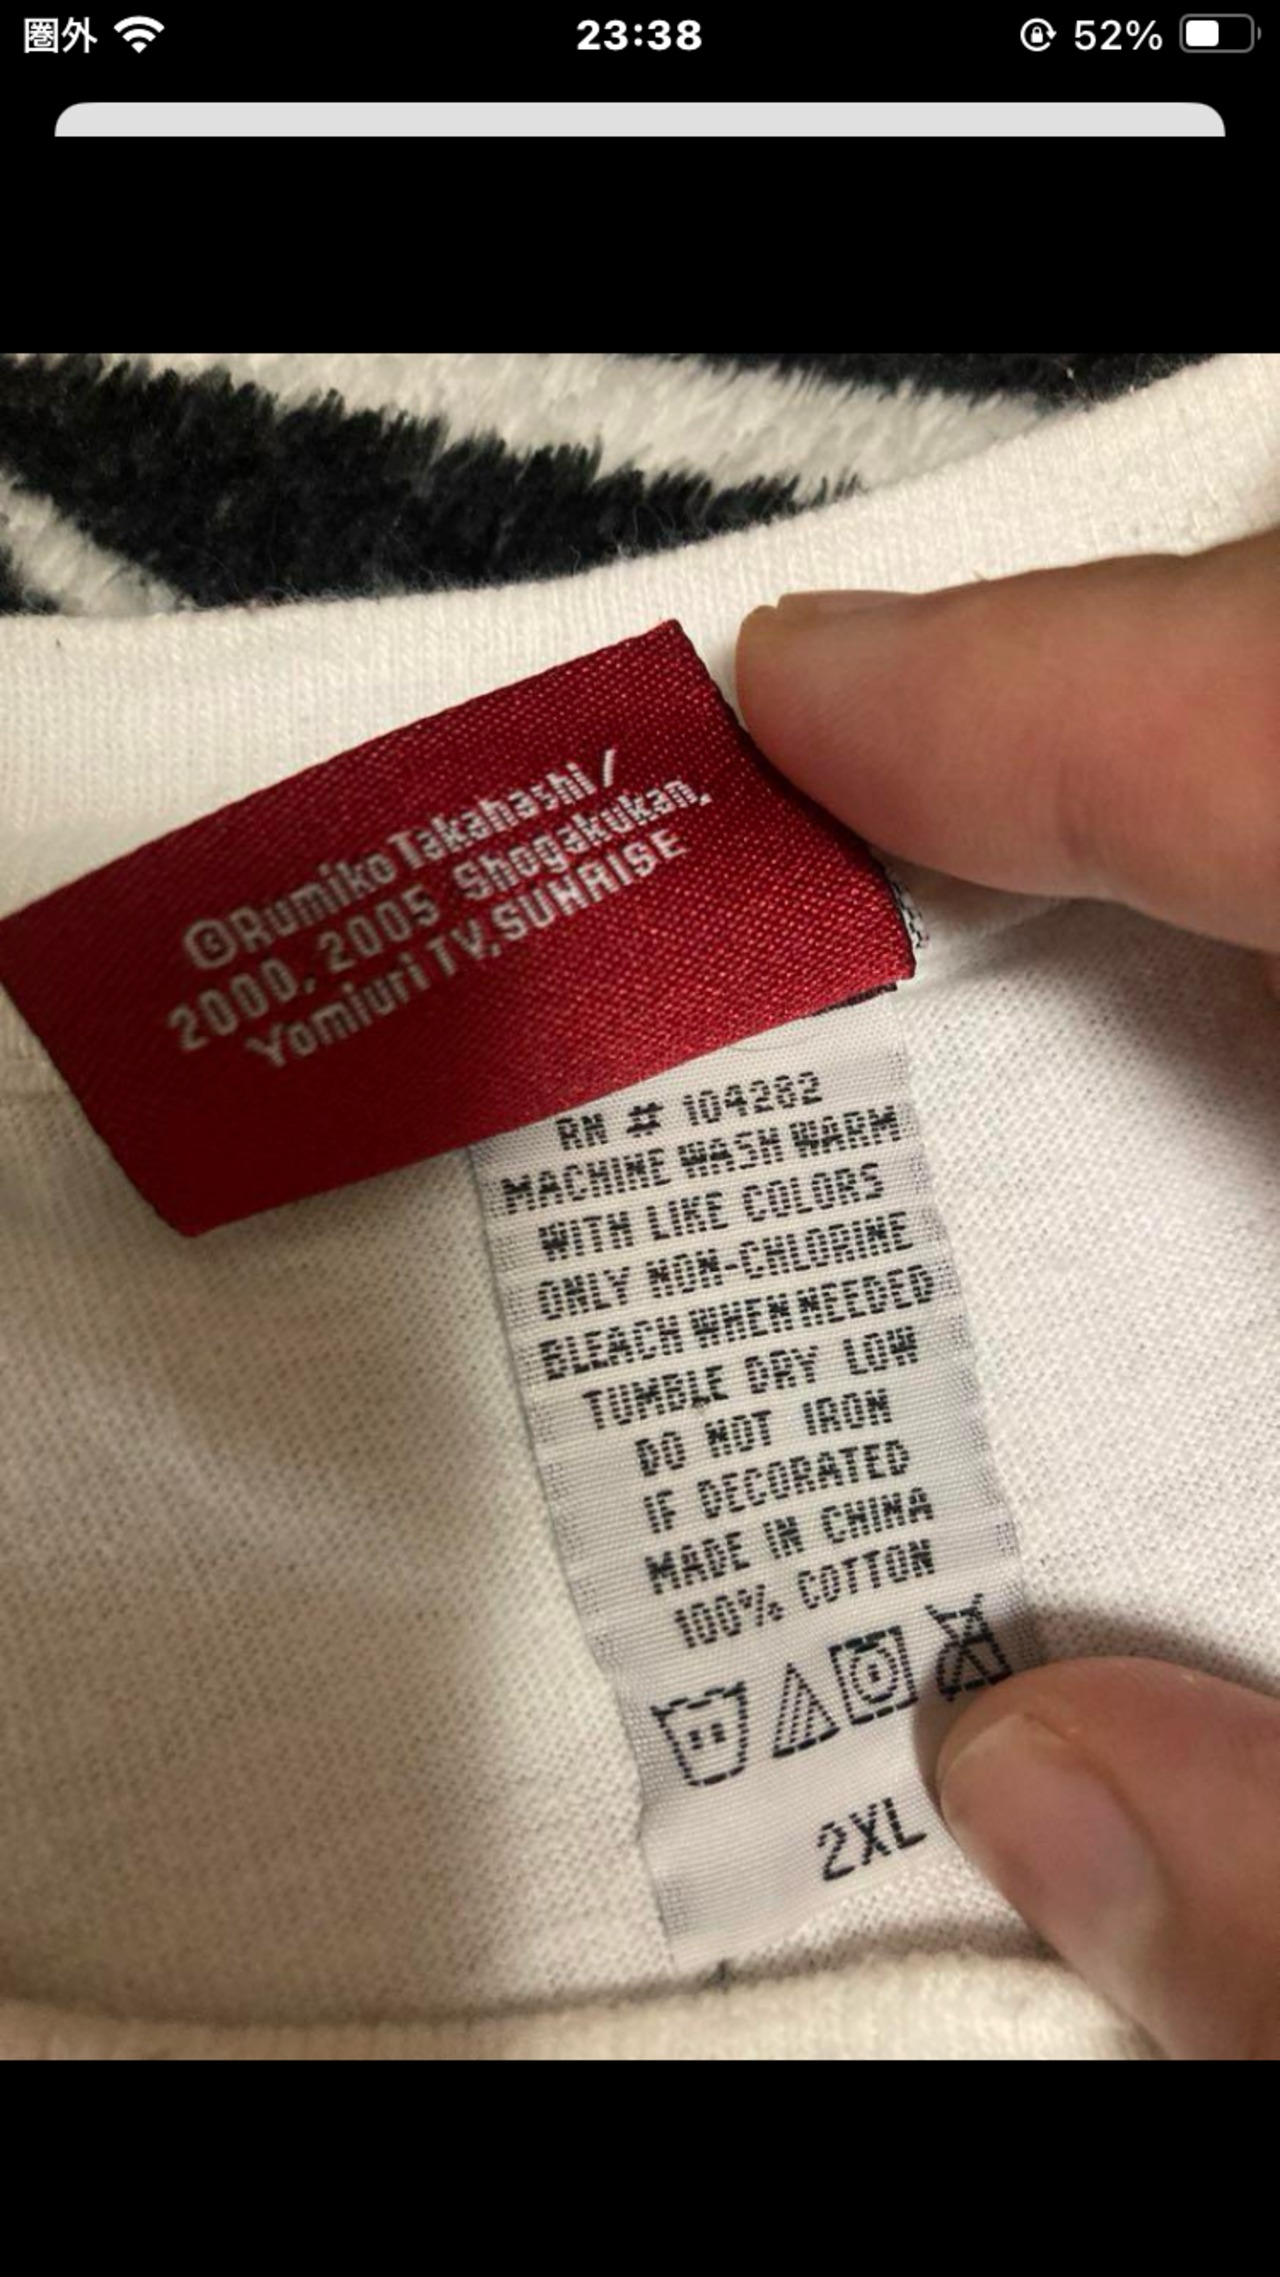 圏外
23:38
52%
©Rumiko Takahashi/
2000, 2005 Shogakukan,
Yomiuri TV, SUNRISE
RN # 104282
MACHINE WASH WARM
WITH LIKE COLORS
ONLY NON-CHLORINE
BLEACH WHEN NEEDED
TUMBLE DRY LOW
DO NOT IRON
IF DECORATED
MADE IN CHINA
100% COTTON
2XL